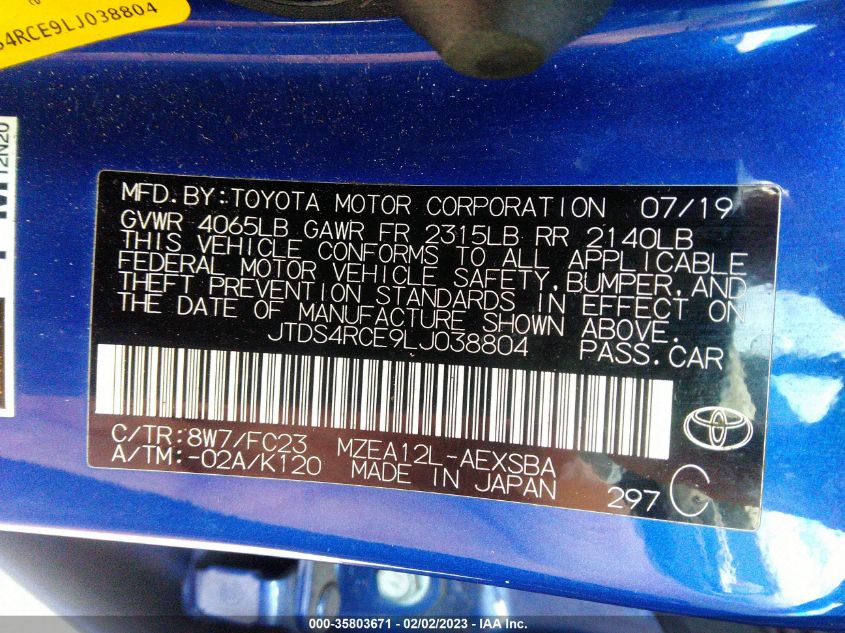 S4RCE9LJ038804
12N20
MFD.BY:TOYOTA MOTOR CORPORATION 07/19
GVWR 4065LB GAWR FR 2315LB RR 2140LB
THIS VEHICLE CONFORMS TO ALL APPLICABLE
FEDERAL MOTOR VEHICLE SAFETY,BUMPER,AND
THEFT PREVENTION STANDARDS IN EFFECT ON
THE DATE OF MANUFACTURE SHOWN ABOVE.
JTDS4RCE9LJ038804 PASS.CAR
C/TR:8W7/FC23 MZEA12L-AEXSBA
A/TM:-02A/K120 MADE IN JAPAN
297 C
000-35803671 - 02/02/2023 - IAA Inc.